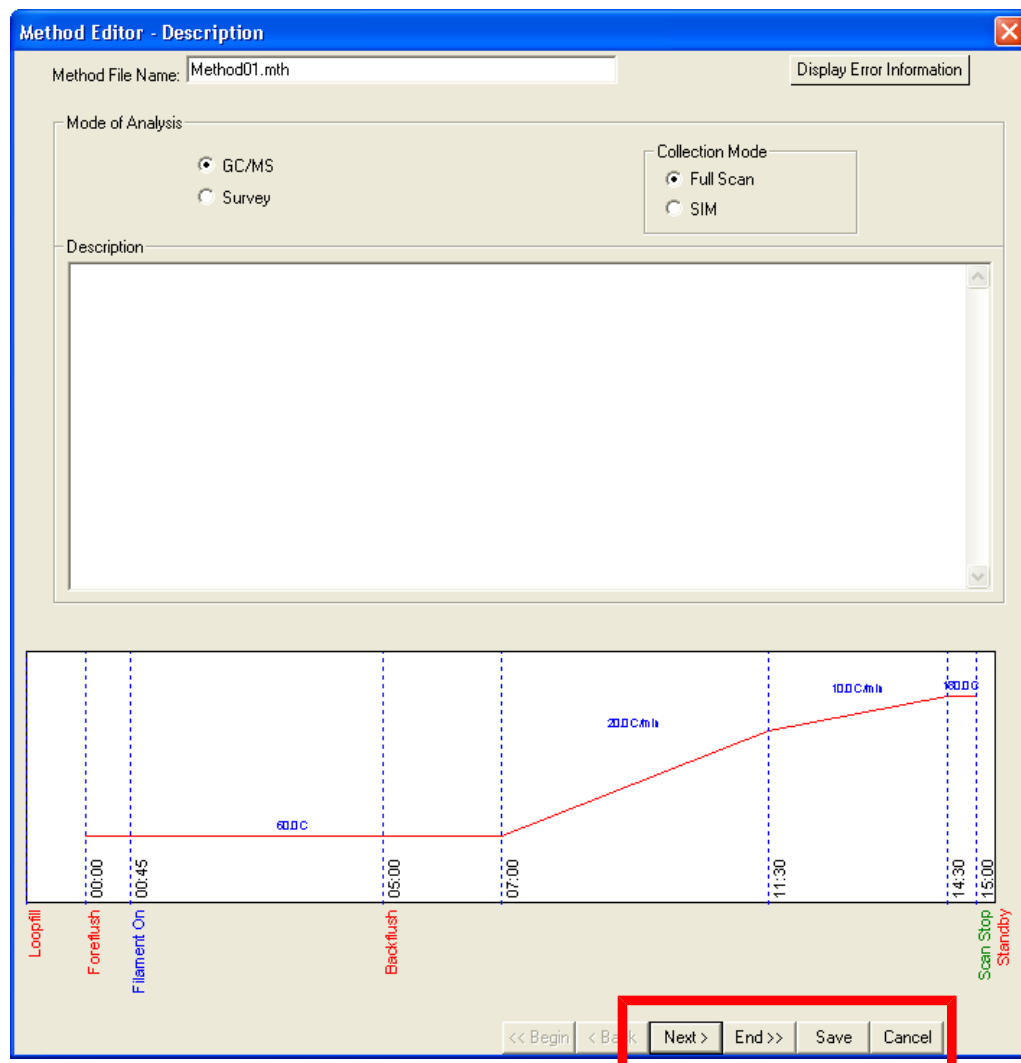 Method Editor - Description
Method File Name: Method01.mth
Display Error Information
Mode of Analysis
GC/MS
Survey
Collection Mode
Full Scan
SIM
Description
10.0 C/min
180.0 C
20.0 C/min
60.0 C
00:00
00:45
05:00
07:00
11:30
14:30
15:00
Loopfill
Foreflush
Filament On
Backflush
Scan Stop
Standby
<< Begin
< Back
Next >
End >>
Save
Cancel